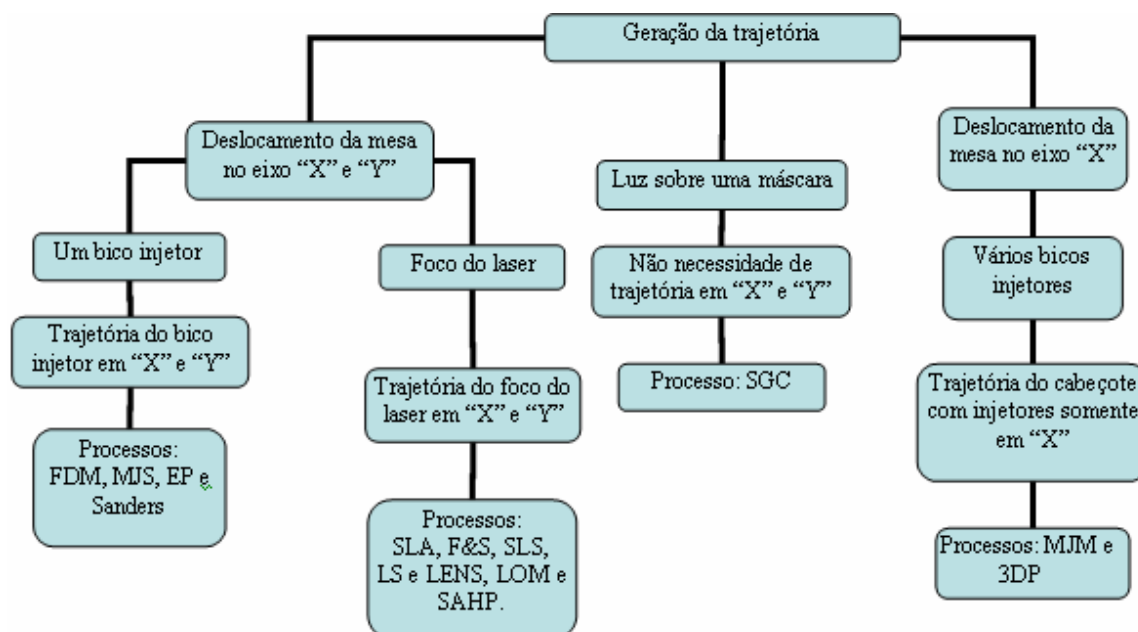 Geração da trajetória
Deslocamento da mesa
no eixo “X” e “Y”
Um bico injetor
Trajetória do bico
injetor em “X” e “Y”
Processos:
FDM, MJS, EP e
Sanders
Foco do laser
Trajetória do foco do
laser em “X” e “Y”
Processos:
SLA, F&S, SLS,
LS e LENS, LOM e
SAHP.
Luz sobre uma máscara
Não necessidade de
trajetória em “X” e “Y”
Processo: SGC
Deslocamento da
mesa no eixo “X”
Vários bicos
injetores
Trajetória do cabeçote
com injetores somente
em “X”
Processos: MJM e
3DP